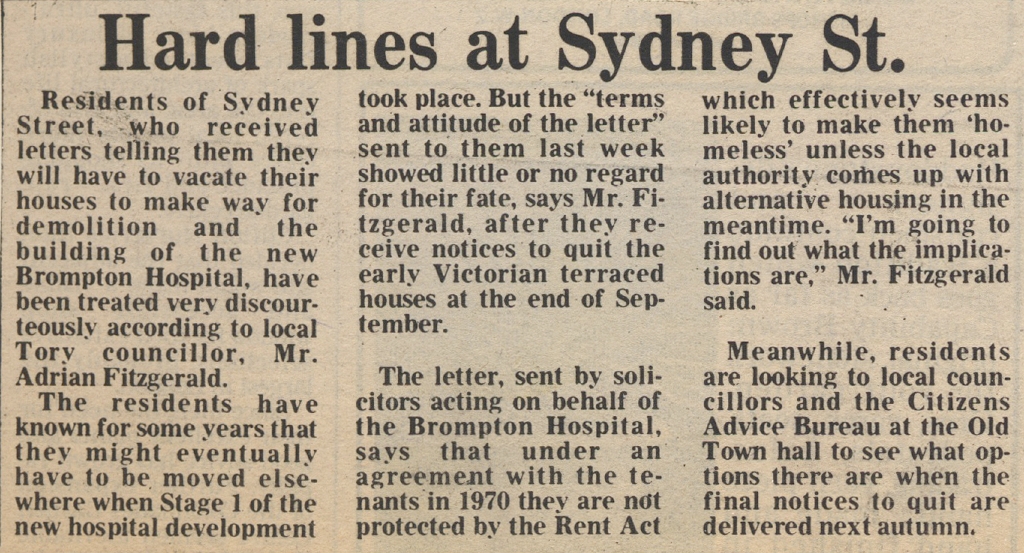 Hard lines at Sydney St.
Residents of Sydney
Street, who received
letters telling them they
will have to vacate their
houses to make way for
demolition and the
building of the new
Brompton Hospital, have
been treated very discour-
teously according to local
Tory councillor, Mr.
Adrian Fitzgerald.
The residents have
known for some years that
they might eventually
have to be moved else-
where when Stage 1 of the
new hospital development
took place. But the “terms
and attitude of the letter”
sent to them last week
showed little or no regard
for their fate, says Mr. Fi-
tzgerald, after they re-
ceive notices to quit the
early Victorian terraced
houses at the end of Sep-
tember.
The letter, sent by soli-
citors acting on behalf of
the Brompton Hospital,
says that under an
agreement with the te-
nants in 1970 they are not
protected by the Rent Act
which effectively seems
likely to make them ‘ho-
meless’ unless the local
authority comes up with
alternative housing in the
meantime. “I’m going to
find out what the implica-
tions are,” Mr. Fitzgerald
said.
Meanwhile, residents
are looking to local coun-
cillors and the Citizens
Advice Bureau at the Old
Town hall to see what op-
tions there are when the
final notices to quit are
delivered next autumn.